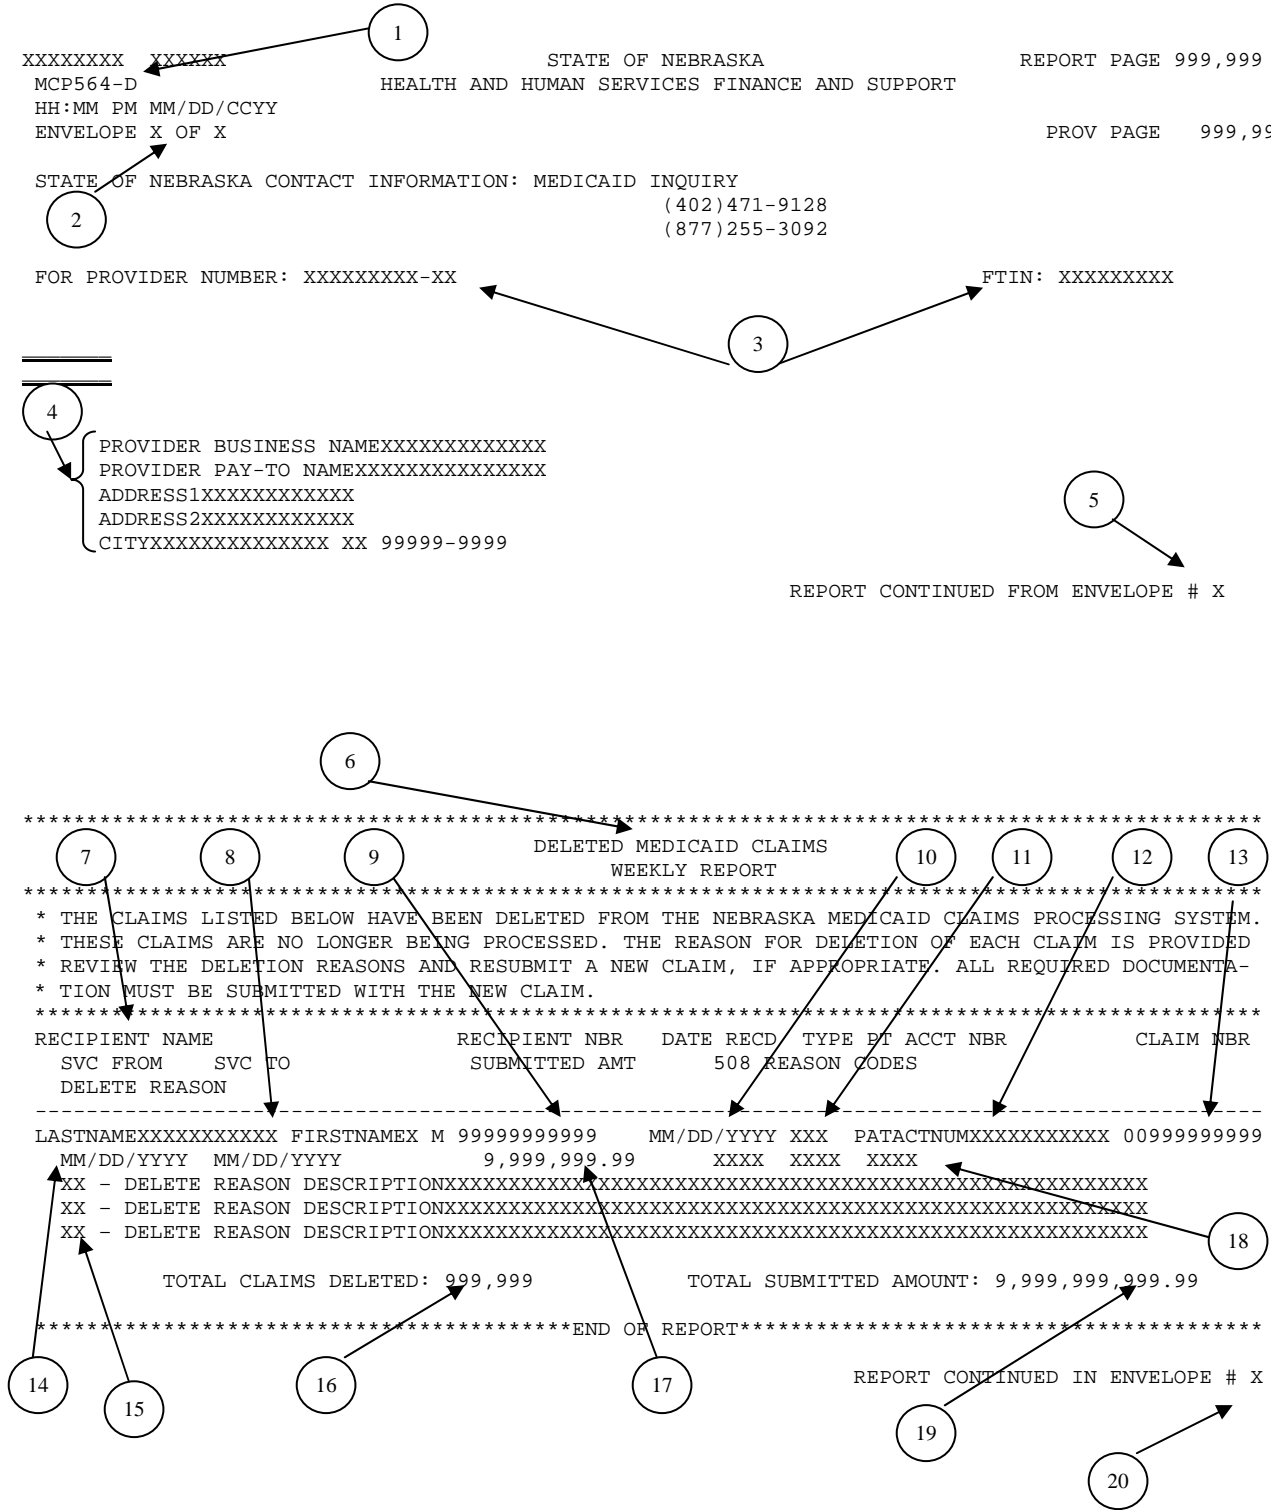 1
XXXXXXXX XXXXXX STATE OF NEBRASKA REPORT PAGE 999,999
MCP564-D HEALTH AND HUMAN SERVICES FINANCE AND SUPPORT
HH:MM PM MM/DD/CCYY
ENVELOPE X OF X PROV PAGE 999,99
STATE OF NEBRASKA CONTACT INFORMATION: MEDICAID INQUIRY
2 (402)471-9128
(877)255-3092
FOR PROVIDER NUMBER: XXXXXXXXX-XX FTIN: XXXXXXXXX
3
4
PROVIDER BUSINESS NAMEXXXXXXXXXXXXX
PROVIDER PAY-TO NAMEXXXXXXXXXXXXXXX
ADDRESS1XXXXXXXXXXXX
5
ADDRESS2XXXXXXXXXXXX
CITYXXXXXXXXXXXXXX XX 99999-9999
REPORT CONTINUED FROM ENVELOPE # X
6
*************************************************************************************************
DELETED MEDICAID CLAIMS
7 8 9 10 11 12 13
WEEKLY REPORT
*************************************************************************************************
* THE CLAIMS LISTED BELOW HAVE BEEN DELETED FROM THE NEBRASKA MEDICAID CLAIMS PROCESSING SYSTEM.
* THESE CLAIMS ARE NO LONGER BEING PROCESSED. THE REASON FOR DELETION OF EACH CLAIM IS PROVIDED
* REVIEW THE DELETION REASONS AND RESUBMIT A NEW CLAIM, IF APPROPRIATE. ALL REQUIRED DOCUMENTA-
* TION MUST BE SUBMITTED WITH THE NEW CLAIM.
************************************************************************************************
RECIPIENT NAME RECIPIENT NBR DATE RECD TYPE PT ACCT NBR CLAIM NBR
SVC FROM SVC TO SUBMITTED AMT 508 REASON CODES
DELETE REASON
------------------------------------------------------------------------------------------------
LASTNAMEXXXXXXXXXXX FIRSTNAMEX M 99999999999 MM/DD/YYYY XXX PATACTNUMXXXXXXXXXXX 00999999999
MM/DD/YYYY MM/DD/YYYY 9,999,999.99 XXXX XXXX XXXX
XX - DELETE REASON DESCRIPTIONXXXXXXXXXXXXXXXXXXXXXXXXXXXXXXXXXXXXXXXXXXXXXXXXXXXXXXX
XX - DELETE REASON DESCRIPTIONXXXXXXXXXXXXXXXXXXXXXXXXXXXXXXXXXXXXXXXXXXXXXXXXXXXXXXX
XX - DELETE REASON DESCRIPTIONXXXXXXXXXXXXXXXXXXXXXXXXXXXXXXXXXXXXXXXXXXXXXXXXXXXXXXX
18
TOTAL CLAIMS DELETED: 999,999 TOTAL SUBMITTED AMOUNT: 9,999,999,999.99
******************************************END OF REPORT*****************************************
REPORT CONTINUED IN ENVELOPE # X
14 16 17
15
19
20